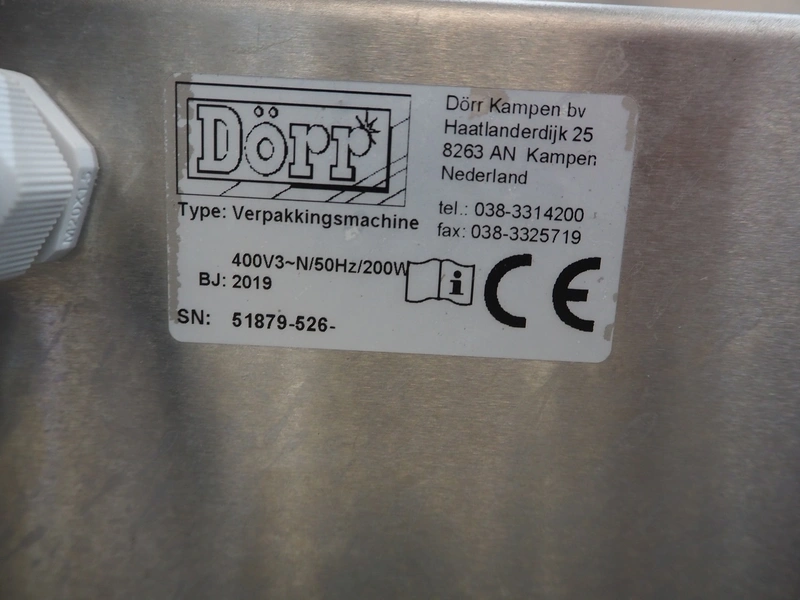 Dörr
Dörr Kampen bv
Haatlanderdijk 25
8263 AN Kampen
Nederland
tel.: 038-3314200
fax: 038-3325719
Type: Verpakkingsmachine
400V3~N/50Hz/200W
BJ: 2019
SN: 51879-526-
i
CE